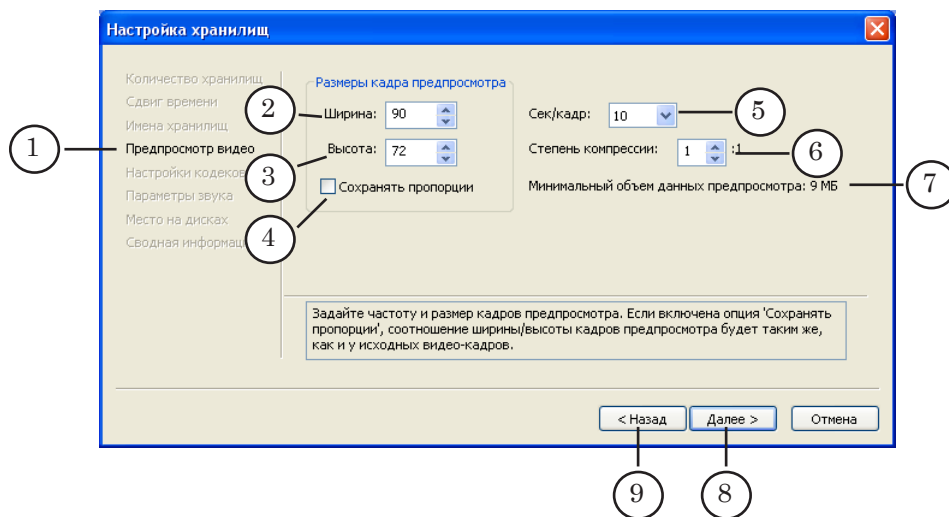 Настройка хранилищ
Количество хранилищ
Сдвиг времени
Имена хранилищ
Предпросмотр видео
Настройки кодеков
Параметры звука
Место на дисках
Сводная информац
Размеры кадра предпросмотра
Ширина: 90
Высота: 72
Сохранять пропорции
Сек/кадр: 10
Степень компрессии: 1 :1
Минимальный объем данных предпросмотра: 9 МБ
Задайте частоту и размер кадров предпросмотра. Если включена опция 'Сохранять
пропорции', соотношение ширины/высоты кадров предпросмотра будет таким же,
как и у исходных видео-кадров.
< Назад
Далее >
Отмена
1
2
3
4
5
6
7
9
8